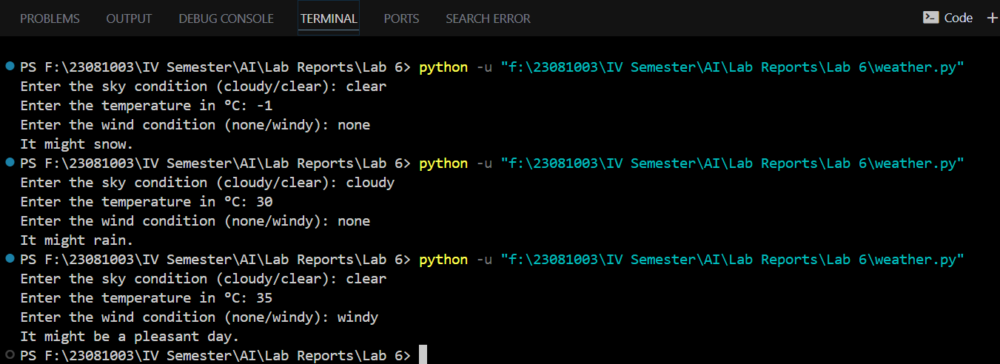 PROBLEMS OUTPUT DEBUG CONSOLE TERMINAL PORTS SEARCH ERROR Code
PS F:\23081003\IV Semester\AI\Lab Reports\Lab 6> python -u "f:\23081003\IV Semester\AI\Lab Reports\Lab 6\weather.py"
Enter the sky condition (cloudy/clear): clear
Enter the temperature in °C: -1
Enter the wind condition (none/windy): none
It might snow.
PS F:\23081003\IV Semester\AI\Lab Reports\Lab 6> python -u "f:\23081003\IV Semester\AI\Lab Reports\Lab 6\weather.py"
Enter the sky condition (cloudy/clear): cloudy
Enter the temperature in °C: 30
Enter the wind condition (none/windy): none
It might rain.
PS F:\23081003\IV Semester\AI\Lab Reports\Lab 6> python -u "f:\23081003\IV Semester\AI\Lab Reports\Lab 6\weather.py"
Enter the sky condition (cloudy/clear): clear
Enter the temperature in °C: 35
Enter the wind condition (none/windy): windy
It might be a pleasant day.
PS F:\23081003\IV Semester\AI\Lab Reports\Lab 6>